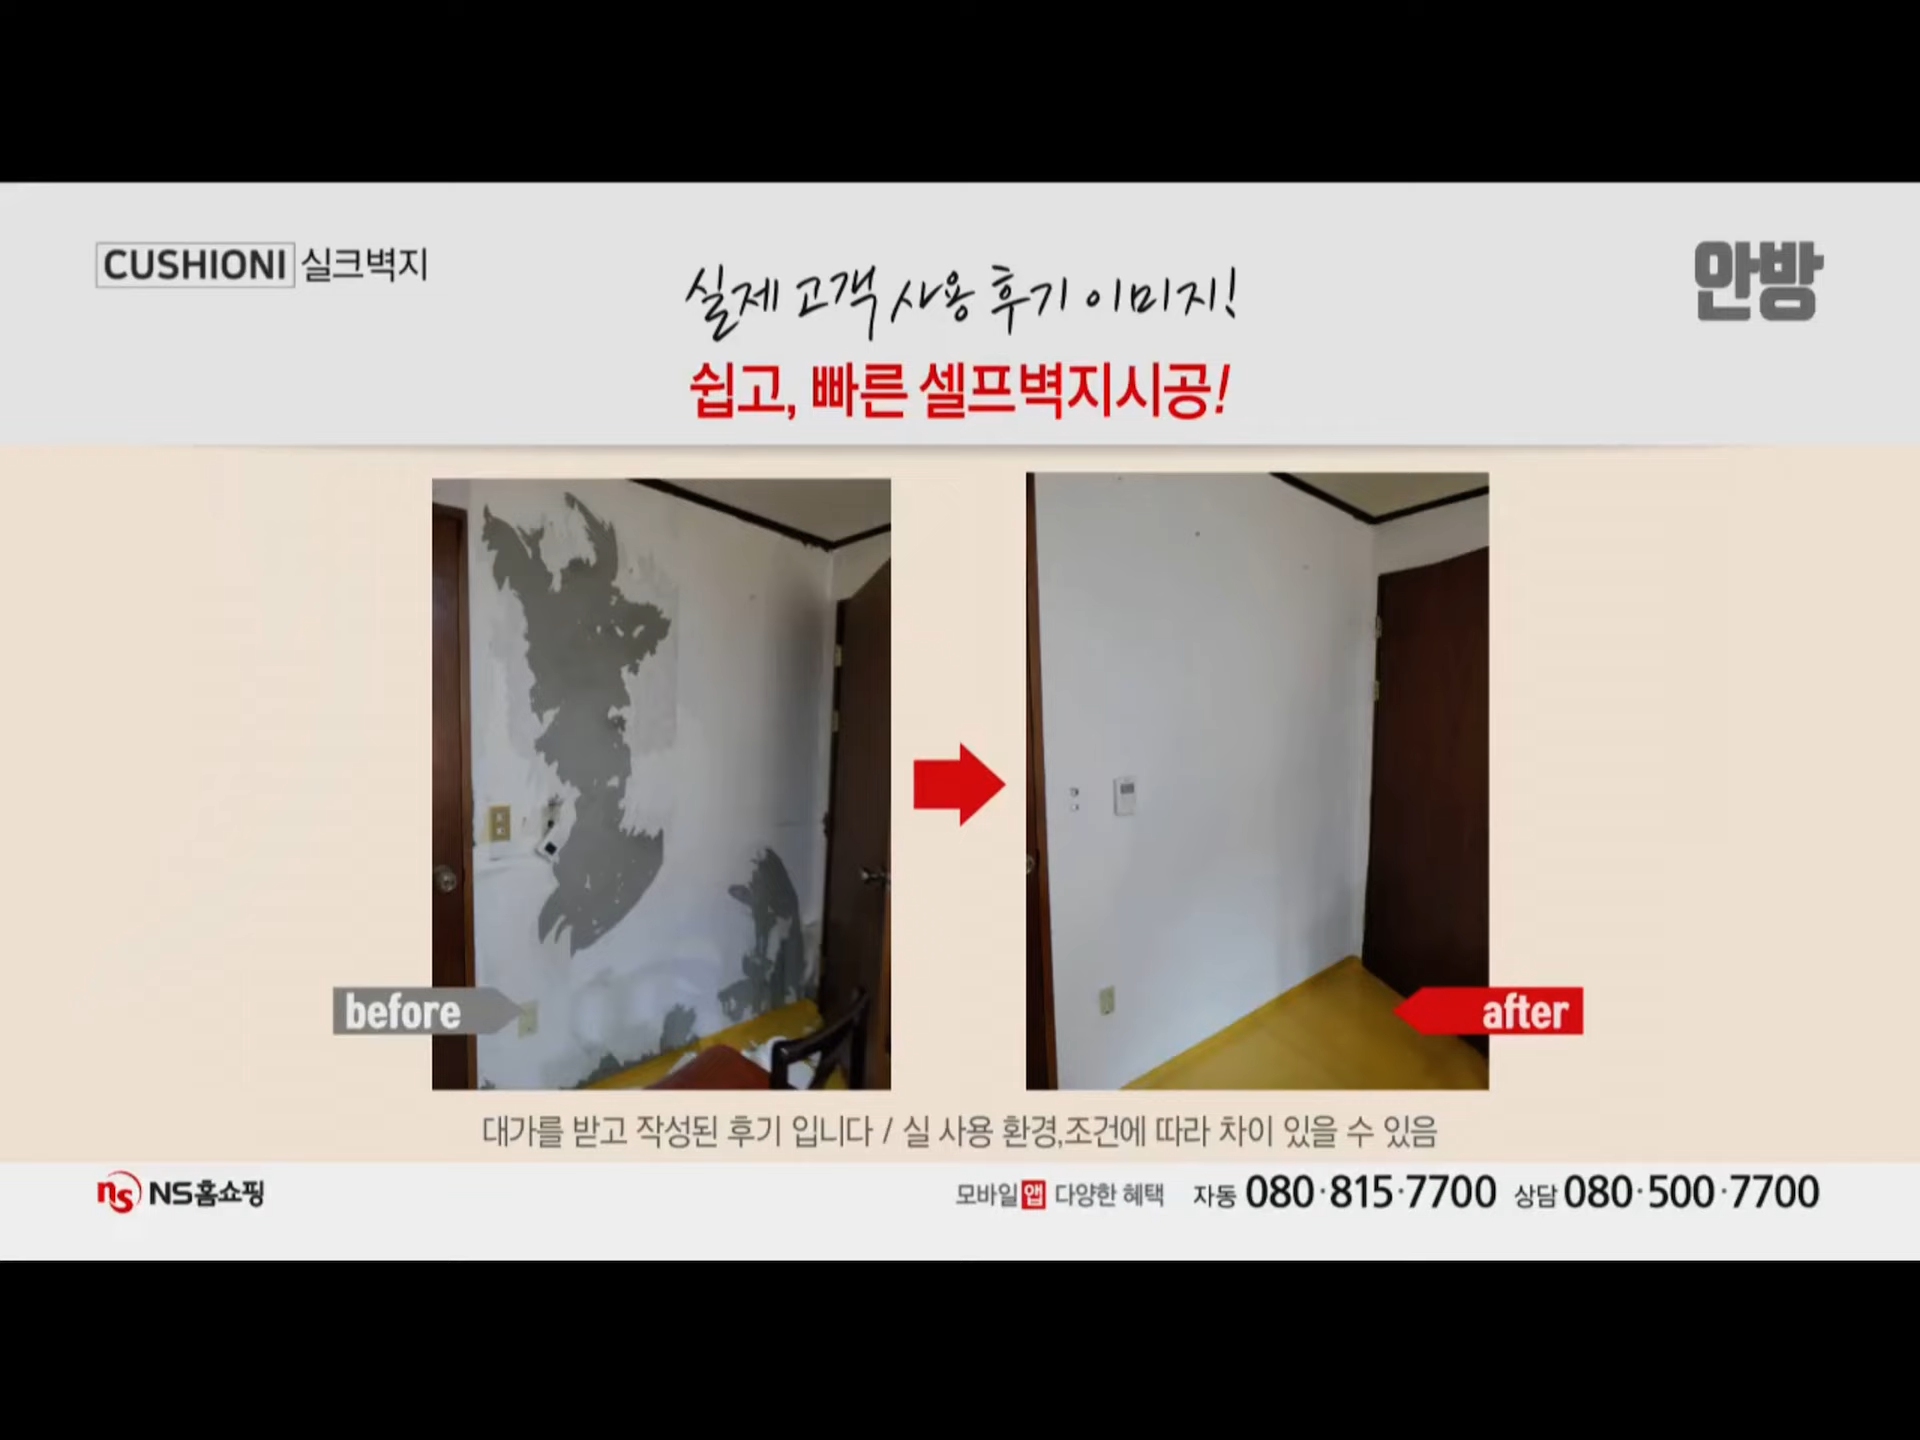 CUSHIONI 실크벽지
안방
실제 고객 사용 후기 이미지!
쉽고, 빠른 셀프벽지시공!
before
after
대가를 받고 작성된 후기 입니다 / 실 사용 환경,조건에 따라 차이 있을 수 있음
ns NS홈쇼핑
모바일앱 다양한 혜택 자동 080·815·7700 상담 080·500·7700